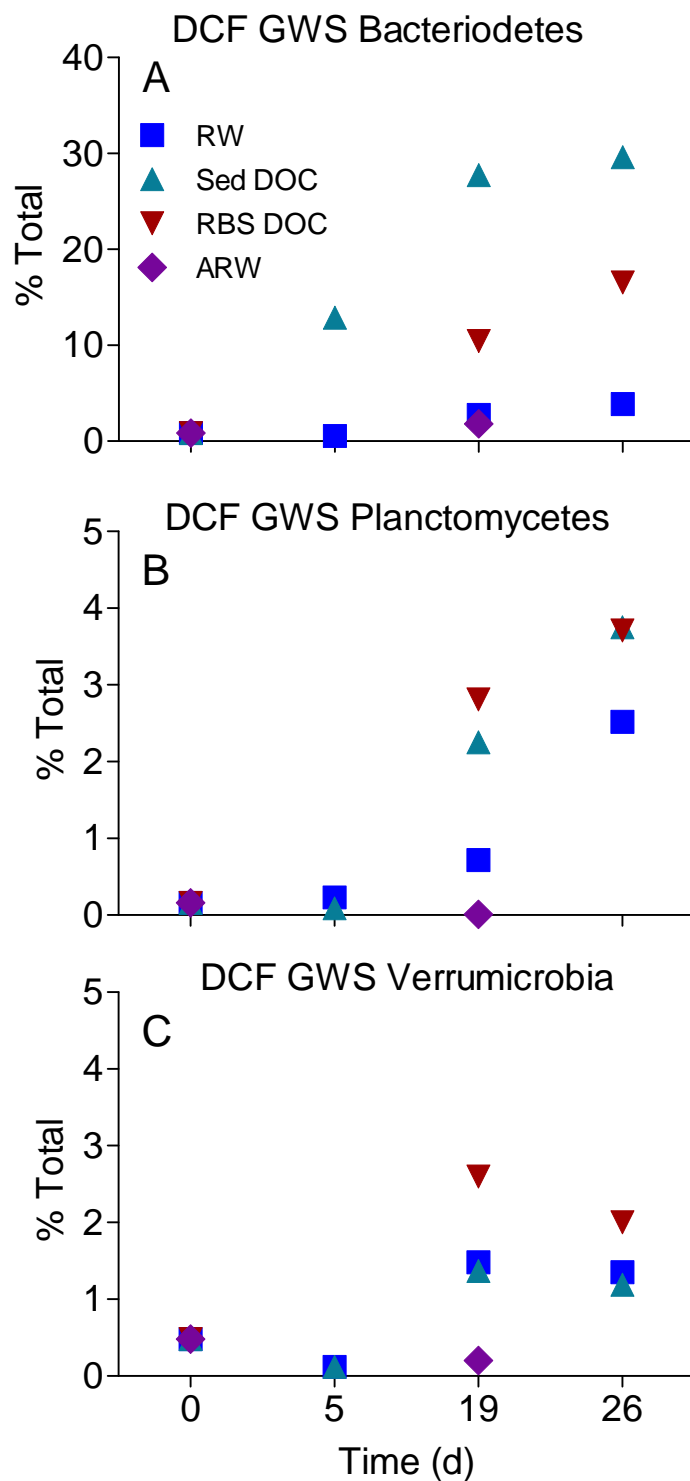 DCF GWS Bacteriodetes
A
40
30
20
10
0
% Total
RW
Sed DOC
RBS DOC
ARW
DCF GWS Planctomycetes
B
5
4
3
2
1
0
% Total
DCF GWS Verrumicrobia
C
5
4
3
2
1
0
% Total
0 5 19 26
Time (d)